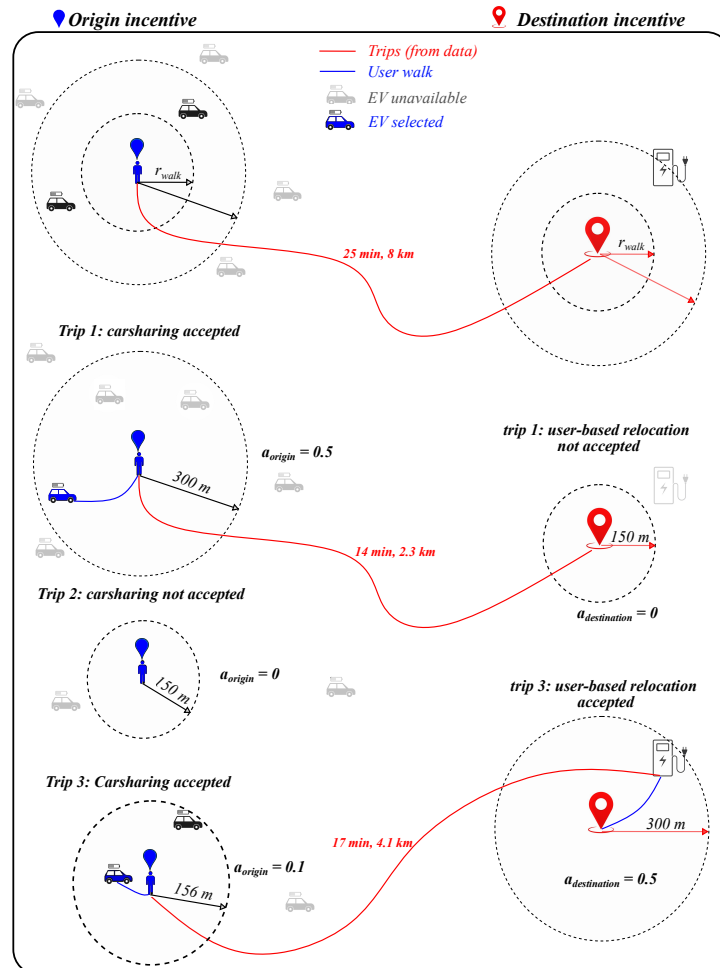 Origin incentive
Destination incentive
Trips (from data)
User walk
EV unavailable
EV selected
r_walk
r_walk
25 min, 8 km
Trip 1: carsharing accepted
a_origin = 0.5
300 m
trip 1: user-based relocation
not accepted
150 m
14 min, 2.3 km
a_destination = 0
Trip 2: carsharing not accepted
a_origin = 0
150 m
trip 3: user-based relocation
accepted
Trip 3: Carsharing accepted
17 min, 4.1 km
300 m
a_origin = 0.1
156 m
a_destination = 0.5